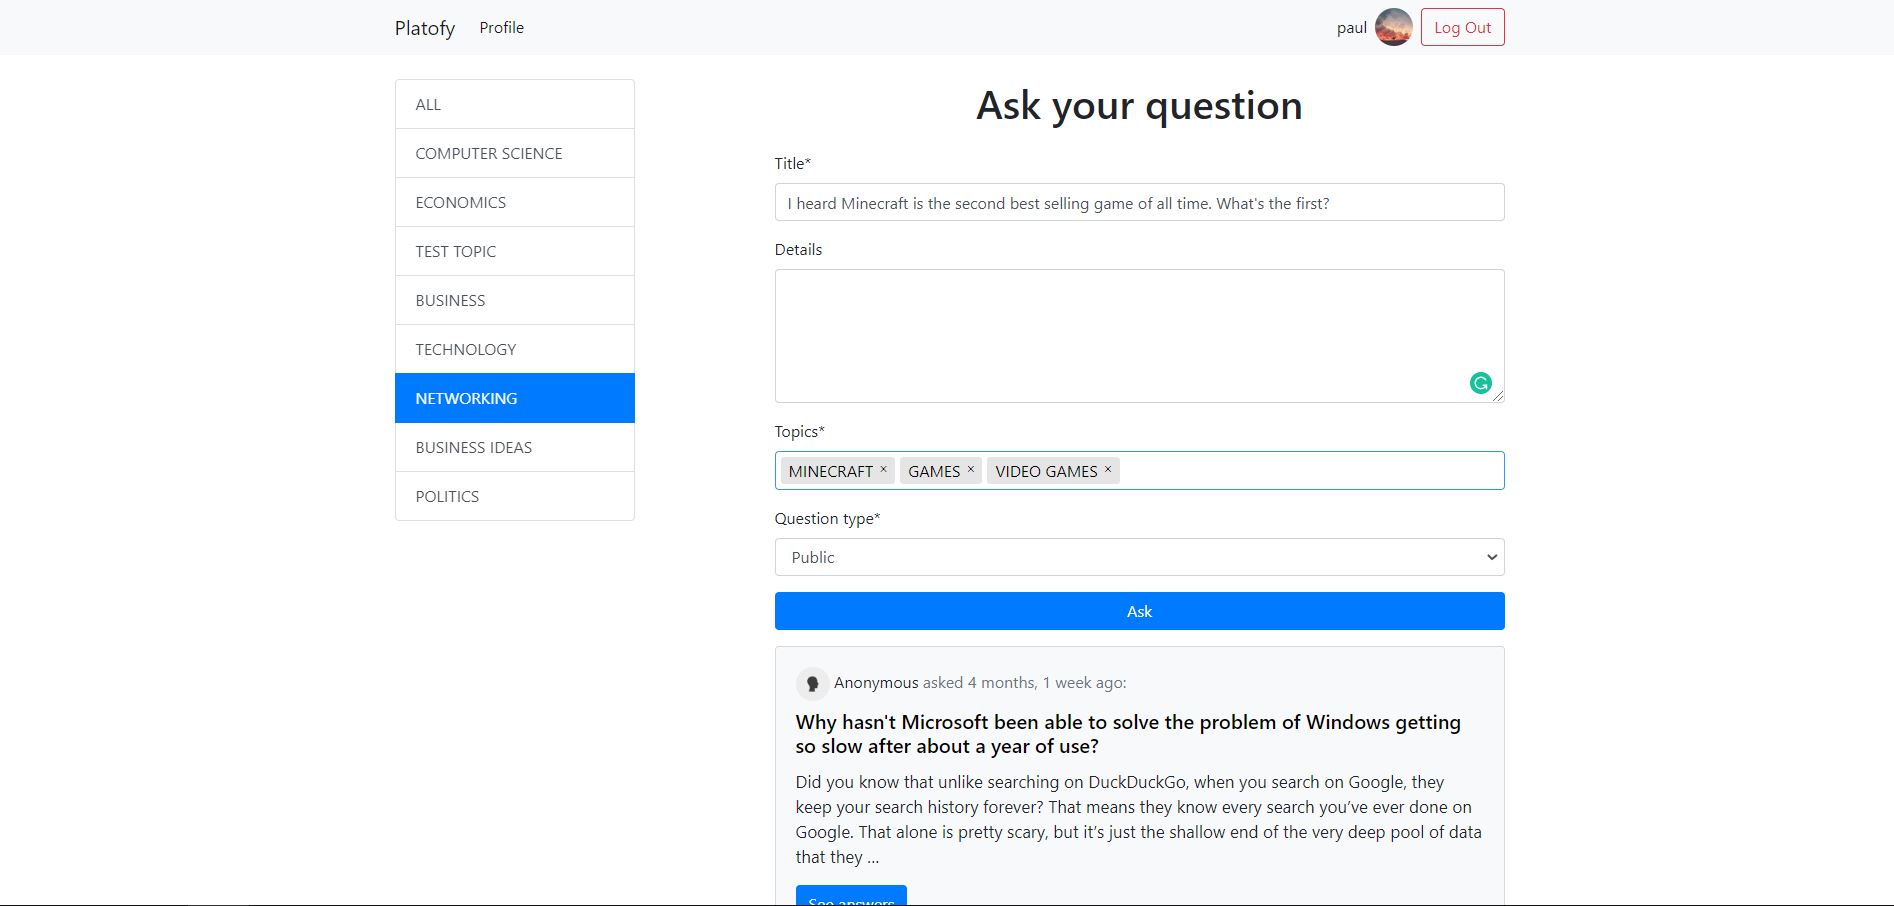 Platofy Profile paul Log Out
ALL
COMPUTER SCIENCE
ECONOMICS
TEST TOPIC
BUSINESS
TECHNOLOGY
NETWORKING
BUSINESS IDEAS
POLITICS
Ask your question
Title*
I heard Minecraft is the second best selling game of all time. What's the first?
Details
Topics*
MINECRAFT × GAMES × VIDEO GAMES ×
Question type*
Public
Ask
Anonymous asked 4 months, 1 week ago:
Why hasn't Microsoft been able to solve the problem of Windows getting
so slow after about a year of use?
Did you know that unlike searching on DuckDuckGo, when you search on Google, they
keep your search history forever? That means they know every search you’ve ever done on
Google. That alone is pretty scary, but it’s just the shallow end of the very deep pool of data
that they ...
See answers